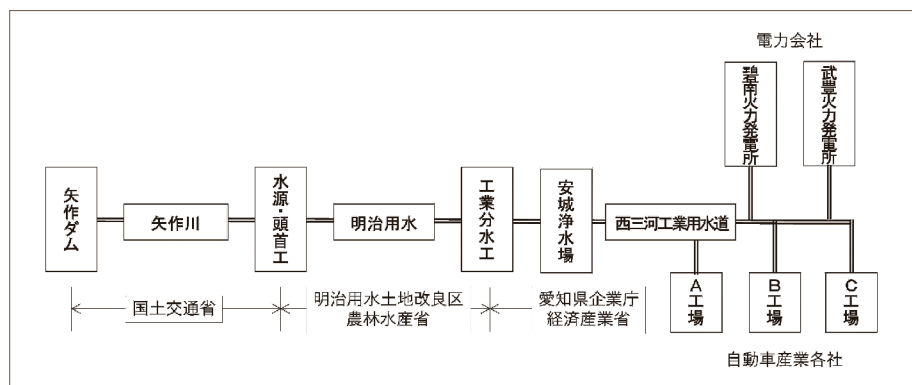 電力会社
碧南火力発電所
武豊火力発電所
矢作ダム
矢作川
水源・頭首工
明治用水
工業分水工
安城浄水場
西三河工業用水道
A工場
B工場
C工場
国土交通省
明治用水土地改良区
農林水産省
愛知県企業庁
経済産業省
自動車産業各社